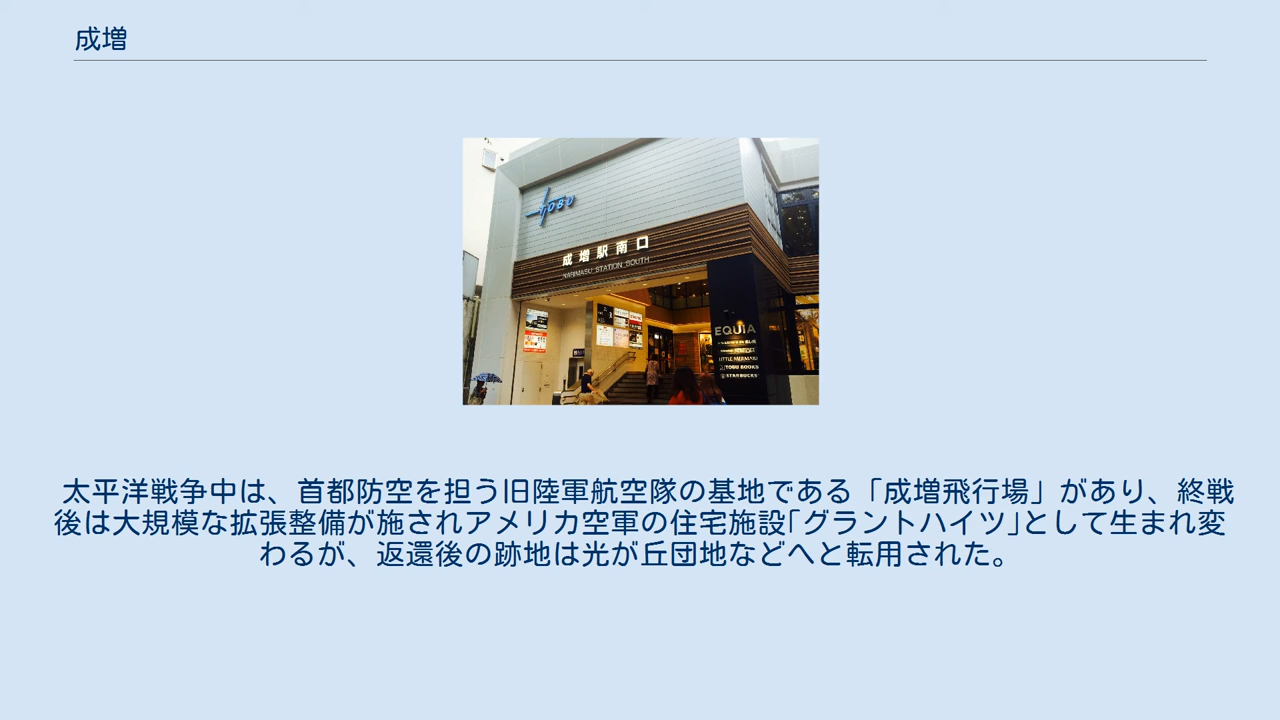 成増
TOBU
成増駅南口
NARIMASU STATION SOUTH
EQUIA
LITTLE MERMAID
TOBU BOOKS
STARBUCKS
太平洋戦争中は、首都防空を担う旧陸軍航空隊の基地である「成増飛行場」があり、終戦
後は大規模な拡張整備が施されアメリカ空軍の住宅施設｢グラントハイツ｣として生まれ変
わるが、返還後の跡地は光が丘団地などへと転用された。